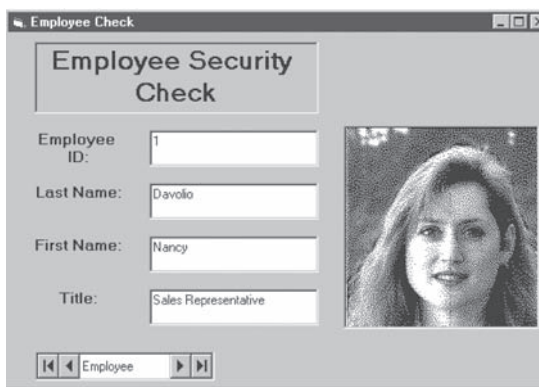 Employee Check
Employee Security
Check
Employee
ID:
1
Last Name:
Davolio
First Name:
Nancy
Title:
Sales Representative
Employee